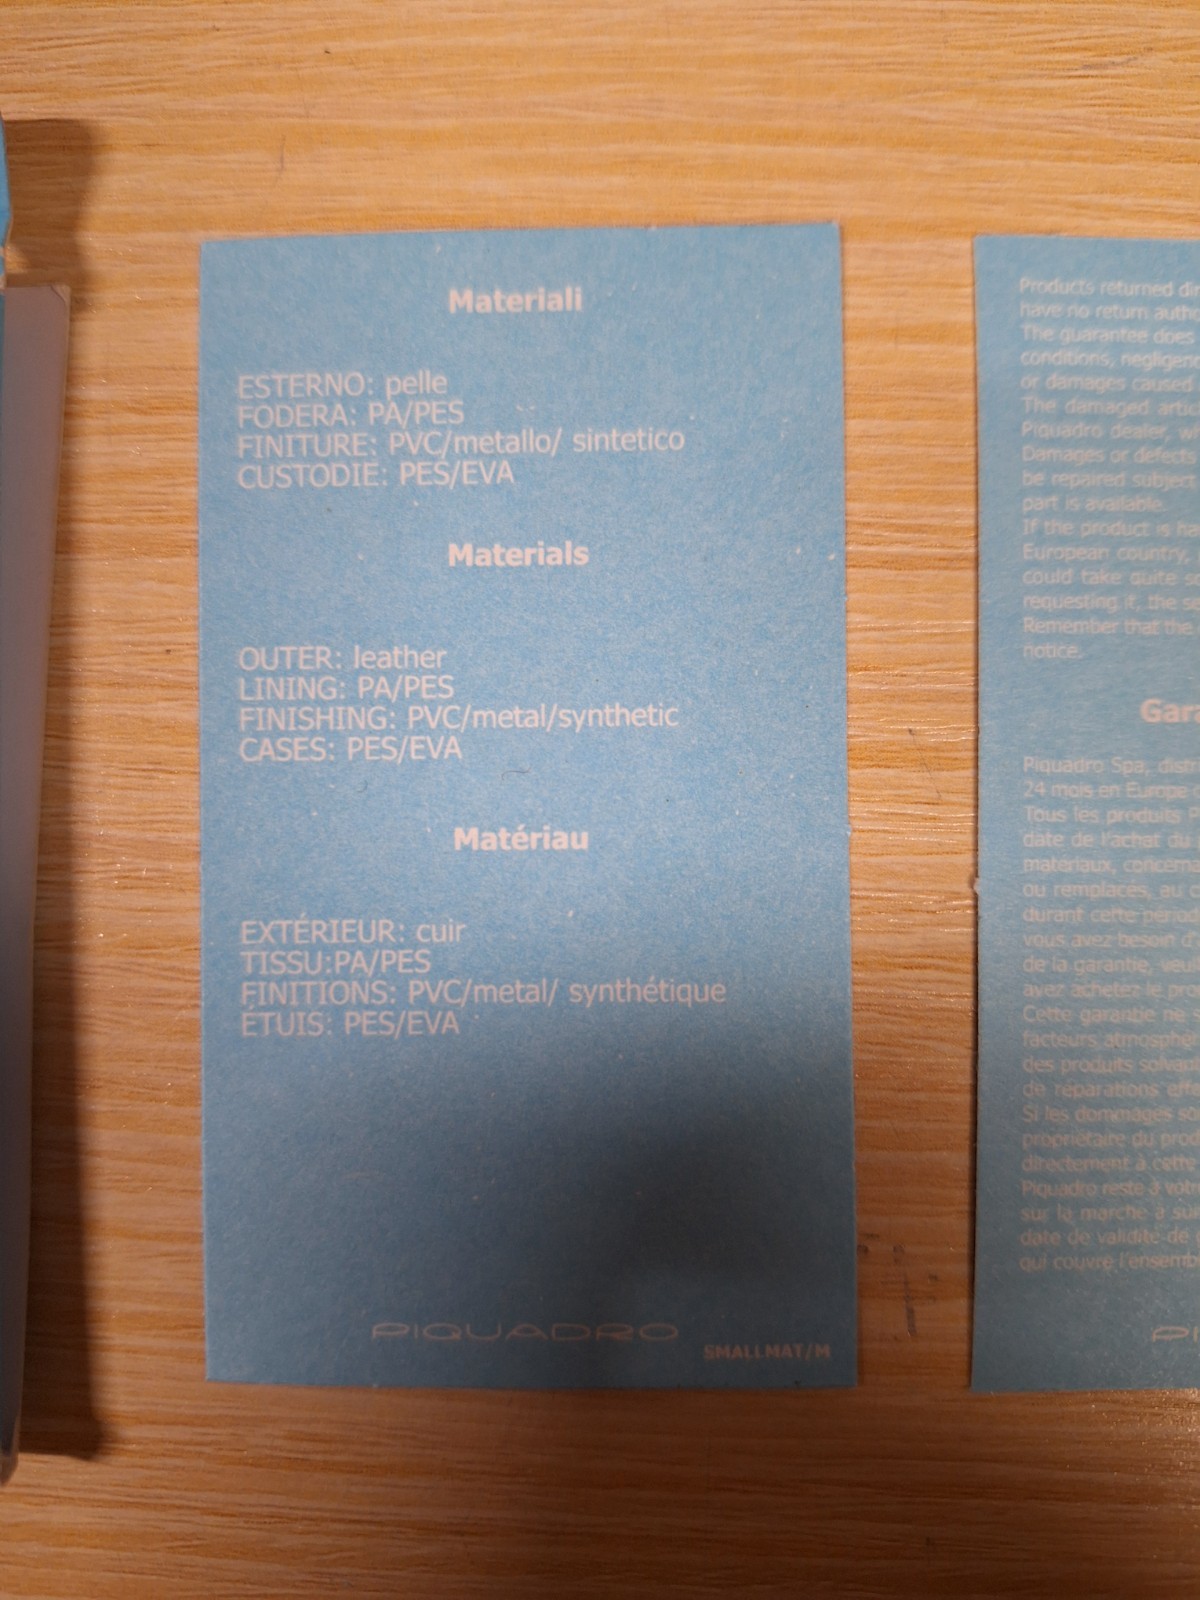 Materiali
ESTERNO: pelle
FODERA: PA/PES
FINITURE: PVC/metallo/ sintetico
CUSTODIE: PES/EVA
Materials
OUTER: leather
LINING: PA/PES
FINISHING: PVC/metal/synthetic
CASES: PES/EVA
Matériau
EXTÉRIEUR: cuir
TISSU:PA/PES
FINITIONS: PVC/metal/ synthétique
ÉTUIS: PES/EVA
PIQUADRO
SMALLMAT/M
Products returned
have no return
The guarantee does
conditions,
or damages caused
The damaged
Piquadro dealer,
Damages or defects
be repaired subject
part is available.
If the product is
European country,
could take quite
requesting it, the
Remember that the
notice.
Piquadro Spa,
24 mois en Europe
Tous les produits
date de l'achat du
matériaux,
ou remplacés, au
durant cette
vous avez besoin
de la garantie,
avez achetez le
Cette garantie ne
facteurs
des produits
de réparations
Si les dommages
propriétaire du
directement à cette
Piquadro reste à
sur la marche à
date de validité de
qui couvre